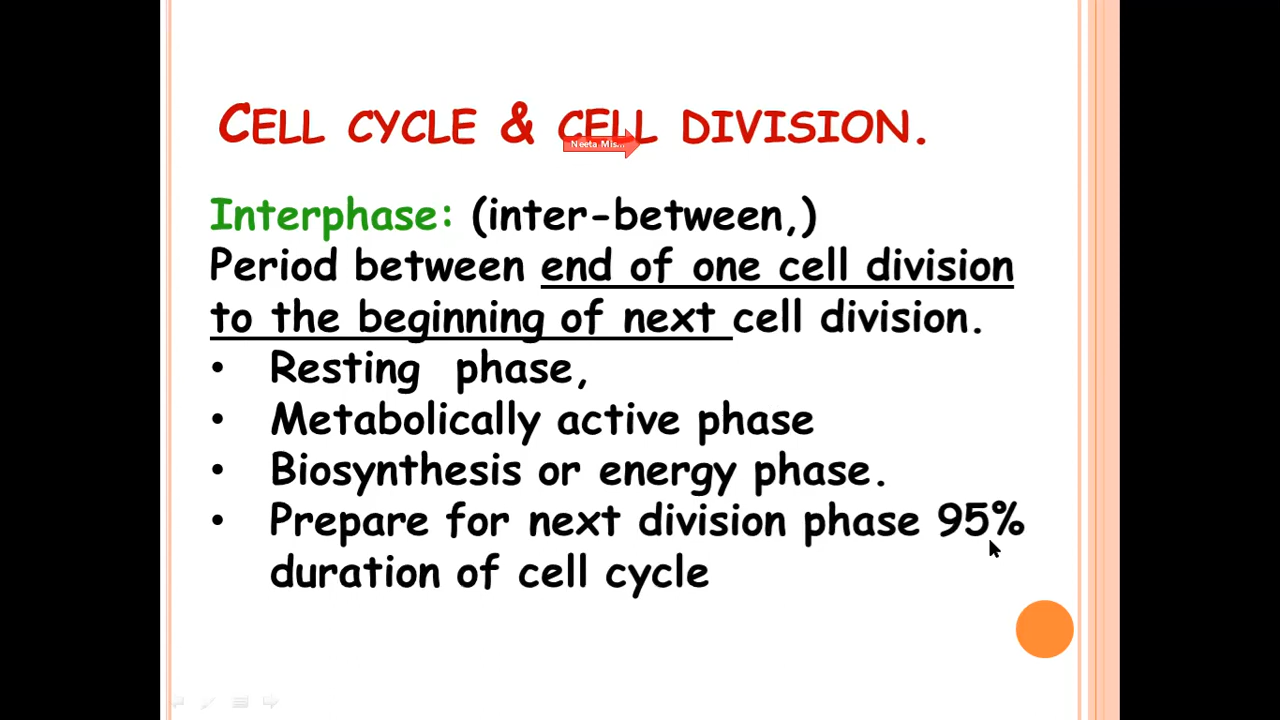 CELL CYCLE & CELL DIVISION.
Neeta Mis...
Interphase: (inter-between,)
Period between end of one cell division
to the beginning of next cell division.
• Resting phase,
• Metabolically active phase
• Biosynthesis or energy phase.
• Prepare for next division phase 95%
duration of cell cycle